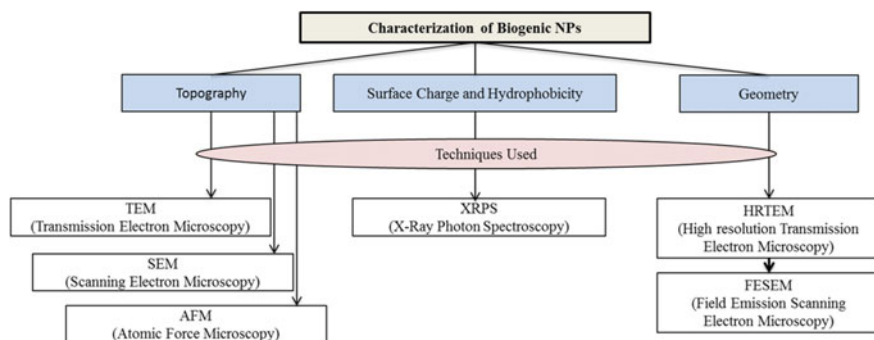 Characterization of Biogenic NPs
Topography
Surface Charge and Hydrophobicity
Geometry
Techniques Used
TEM
(Transmission Electron Microscopy)
SEM
(Scanning Electron Microscopy)
AFM
(Atomic Force Microscopy)
XRPS
(X-Ray Photon Spectroscopy)
HRTEM
(High resolution Transmission
Electron Microscopy)
FESEM
(Field Emission Scanning
Electron Microscopy)